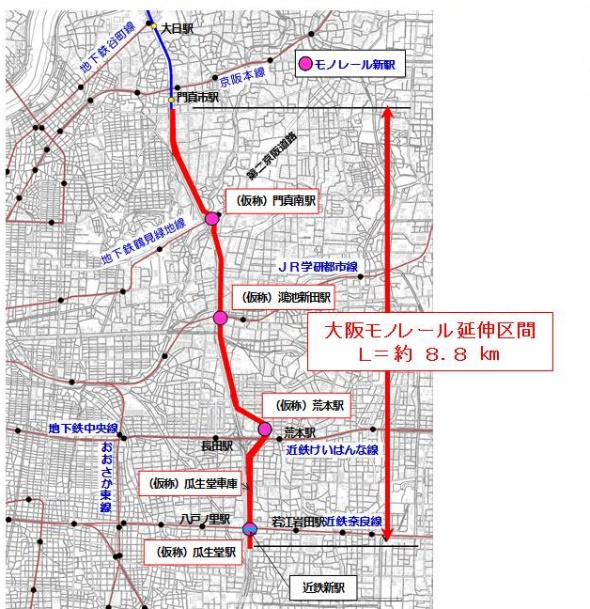 大日駅
地下鉄谷町線
モノレール新駅
京阪本線
門真市駅
第二京阪道路
(仮称) 門真南駅
地下鉄鶴見緑地線
JR学研都市線
(仮称) 鴻池新田駅
大阪モノレール延伸区間
L=約 8.8 km
(仮称) 荒本駅
地下鉄中央線
荒本駅
長田駅
近鉄けいはんな線
おおさか東線
(仮称) 瓜生堂車庫
八戸ノ里駅
若江岩田駅
近鉄奈良線
(仮称) 瓜生堂駅
近鉄新駅